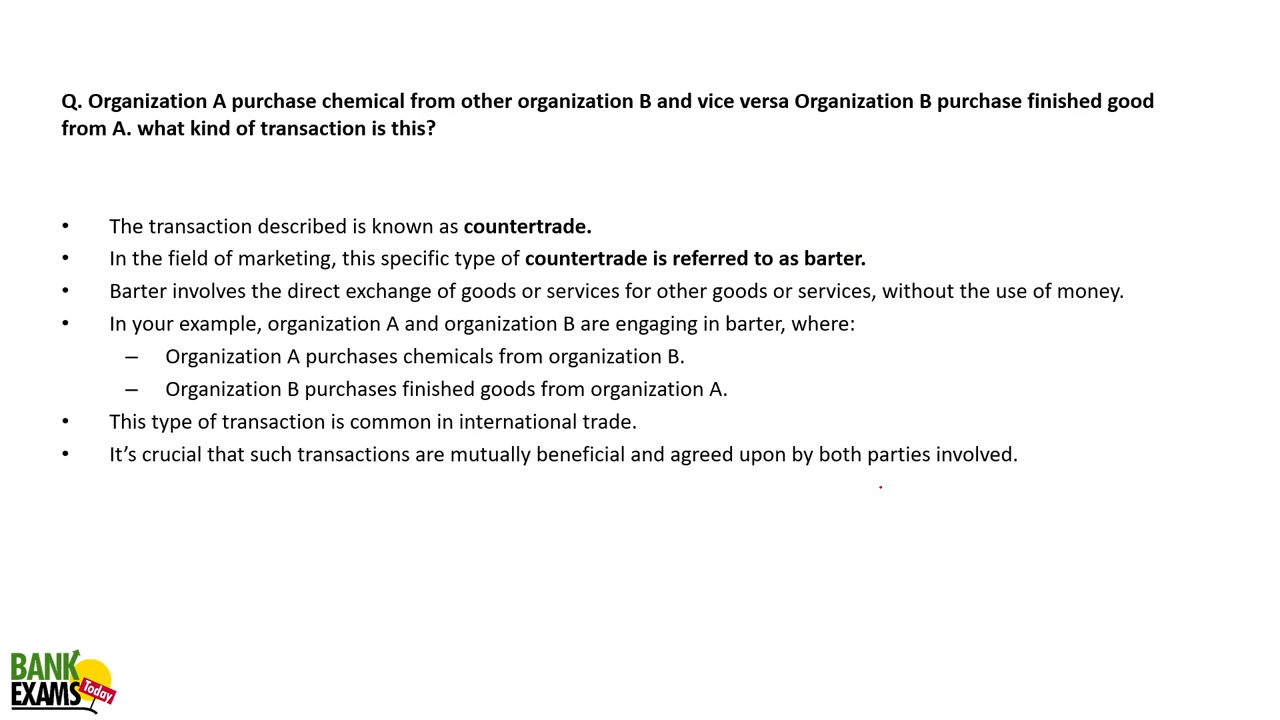 Q. Organization A purchase chemical from other organization B and vice versa Organization B purchase finished good
from A. what kind of transaction is this?
• The transaction described is known as countertrade.
• In the field of marketing, this specific type of countertrade is referred to as barter.
• Barter involves the direct exchange of goods or services for other goods or services, without the use of money.
• In your example, organization A and organization B are engaging in barter, where:
– Organization A purchases chemicals from organization B.
– Organization B purchases finished goods from organization A.
• This type of transaction is common in international trade.
• It’s crucial that such transactions are mutually beneficial and agreed upon by both parties involved.
BANK
EXAMS Today